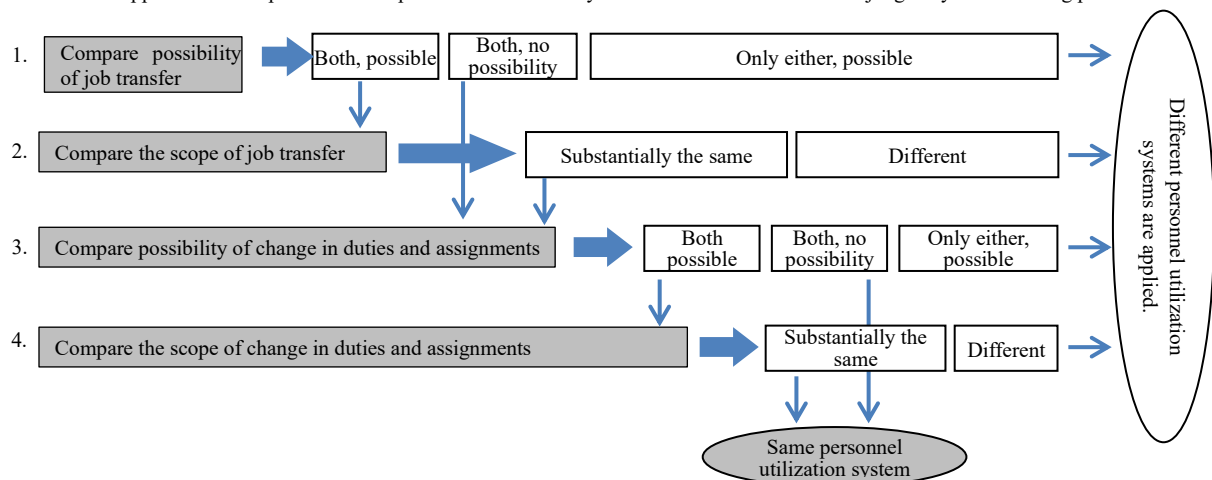 1.
Compare possibility
of job transfer
Both, possible
Both, no
possibility
Only either, possible
2.
Compare the scope of job transfer
Substantially the same
Different
3.
Compare possibility of change in duties and assignments
Both
possible
Both, no
possibility
Only either,
possible
4.
Compare the scope of change in duties and assignments
Substantially the
same
Different
Different personnel utilization
systems are applied.
Same personnel
utilization system